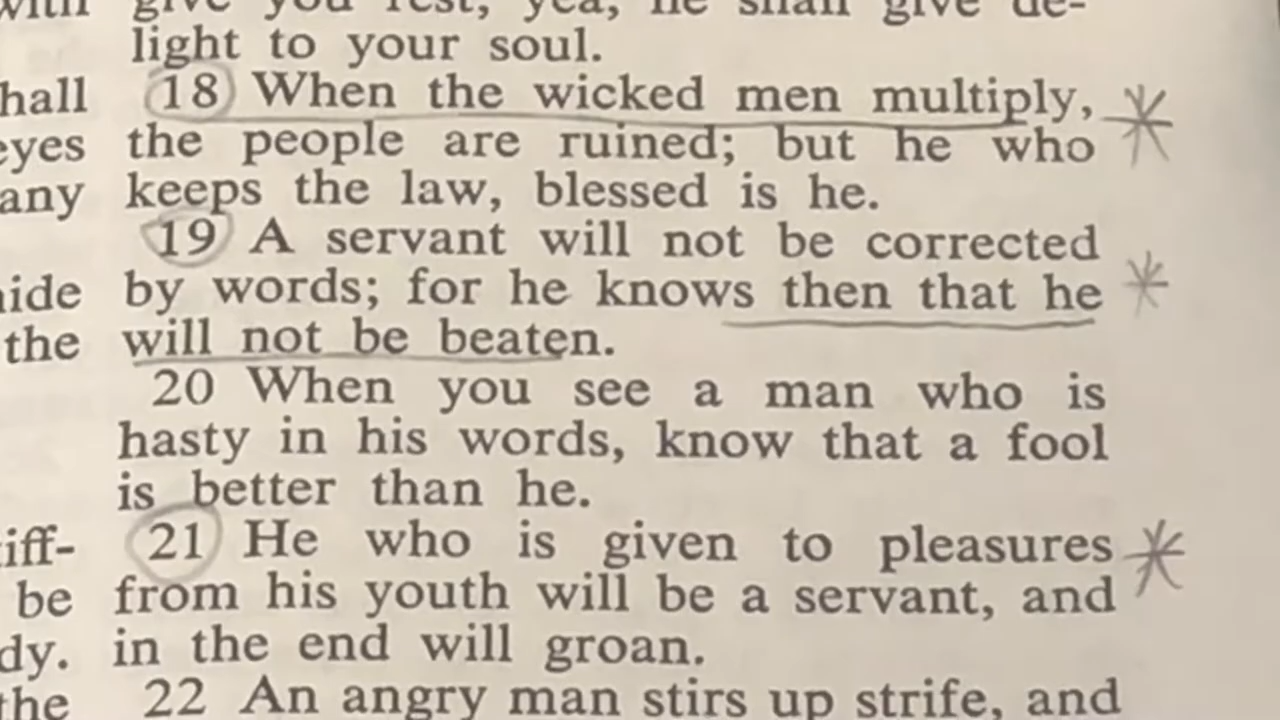 hall
eyes
any
ide
the
iff-
be
dy.
the
give you rest, yea, he shall give de-
light to your soul.
18 When the wicked men multiply,
the people are ruined; but he who
keeps the law, blessed is he.
19 A servant will not be corrected
by words; for he knows then that he
will not be beaten.
20 When you see a man who is
hasty in his words, know that a fool
is better than he.
21 He who is given to pleasures
from his youth will be a servant, and
in the end will groan.
22 An angry man stirs up strife, and